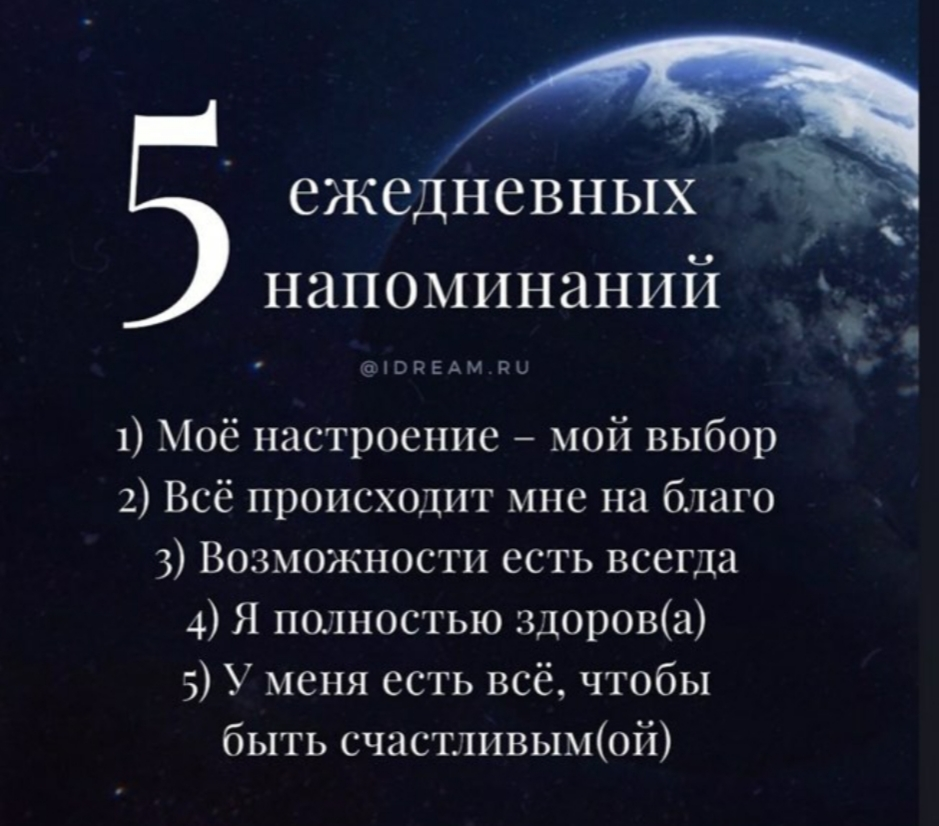 5
ежедневных
напоминаний
@IDREAM.RU
1) Моё настроение – мой выбор
2) Всё происходит мне на благо
3) Возможности есть всегда
4) Я полностью здоров(а)
5) У меня есть всё, чтобы
быть счастливым(ой)